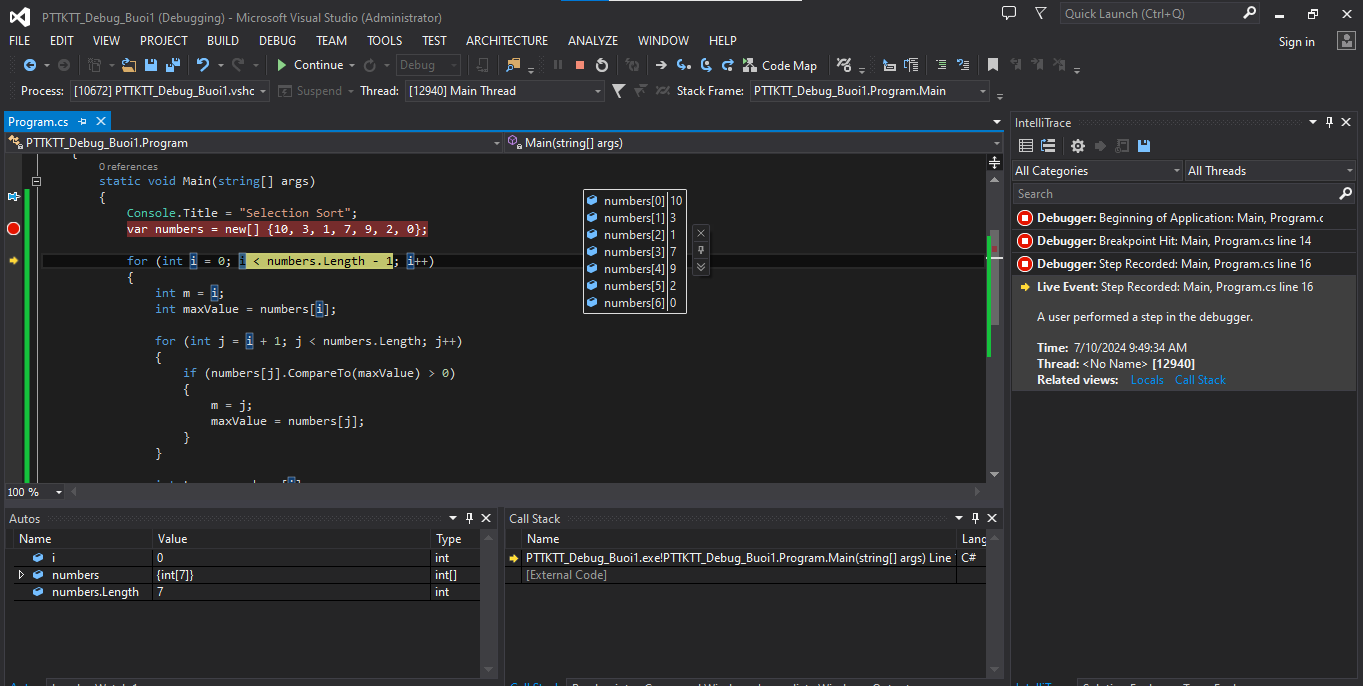 PTTKTT_Debug_Buoi1 (Debugging) - Microsoft Visual Studio (Administrator)
Quick Launch (Ctrl+Q)
FILE EDIT VIEW PROJECT BUILD DEBUG TEAM TOOLS TEST ARCHITECTURE ANALYZE WINDOW HELP
Sign in
Continue Debug Code Map
Process: [10672] PTTKTT_Debug_Buoi1.vshc Suspend Thread: [12940] Main Thread Stack Frame: PTTKTT_Debug_Buoi1.Program.Main
Program.cs
PTTKTT_Debug_Buoi1.Program Main(string[] args)
{
0 references
static void Main(string[] args)
{
Console.Title = "Selection Sort";
var numbers = new[] {10, 3, 1, 7, 9, 2, 0};
for (int i = 0; i < numbers.Length - 1; i++)
{
int m = i;
int maxValue = numbers[i];
for (int j = i + 1; j < numbers.Length; j++)
{
if (numbers[j].CompareTo(maxValue) > 0)
{
m = j;
maxValue = numbers[j];
}
}
numbers[0] 10
numbers[1] 3
numbers[2] 1
numbers[3] 7
numbers[4] 9
numbers[5] 2
numbers[6] 0
100 %
IntelliTrace
All Categories All Threads
Search
Debugger: Beginning of Application: Main, Program.c
Debugger: Breakpoint Hit: Main, Program.cs line 14
Debugger: Step Recorded: Main, Program.cs line 16
Live Event: Step Recorded: Main, Program.cs line 16
A user performed a step in the debugger.
Time: 7/10/2024 9:49:34 AM
Thread: <No Name> [12940]
Related views: Locals Call Stack
Autos
Name Value Type
i 0 int
numbers {int[7]} int[]
numbers.Length 7 int
Call Stack
Name Lang
PTTKTT_Debug_Buoi1.exe!PTTKTT_Debug_Buoi1.Program.Main(string[] args) Line C#
[External Code]